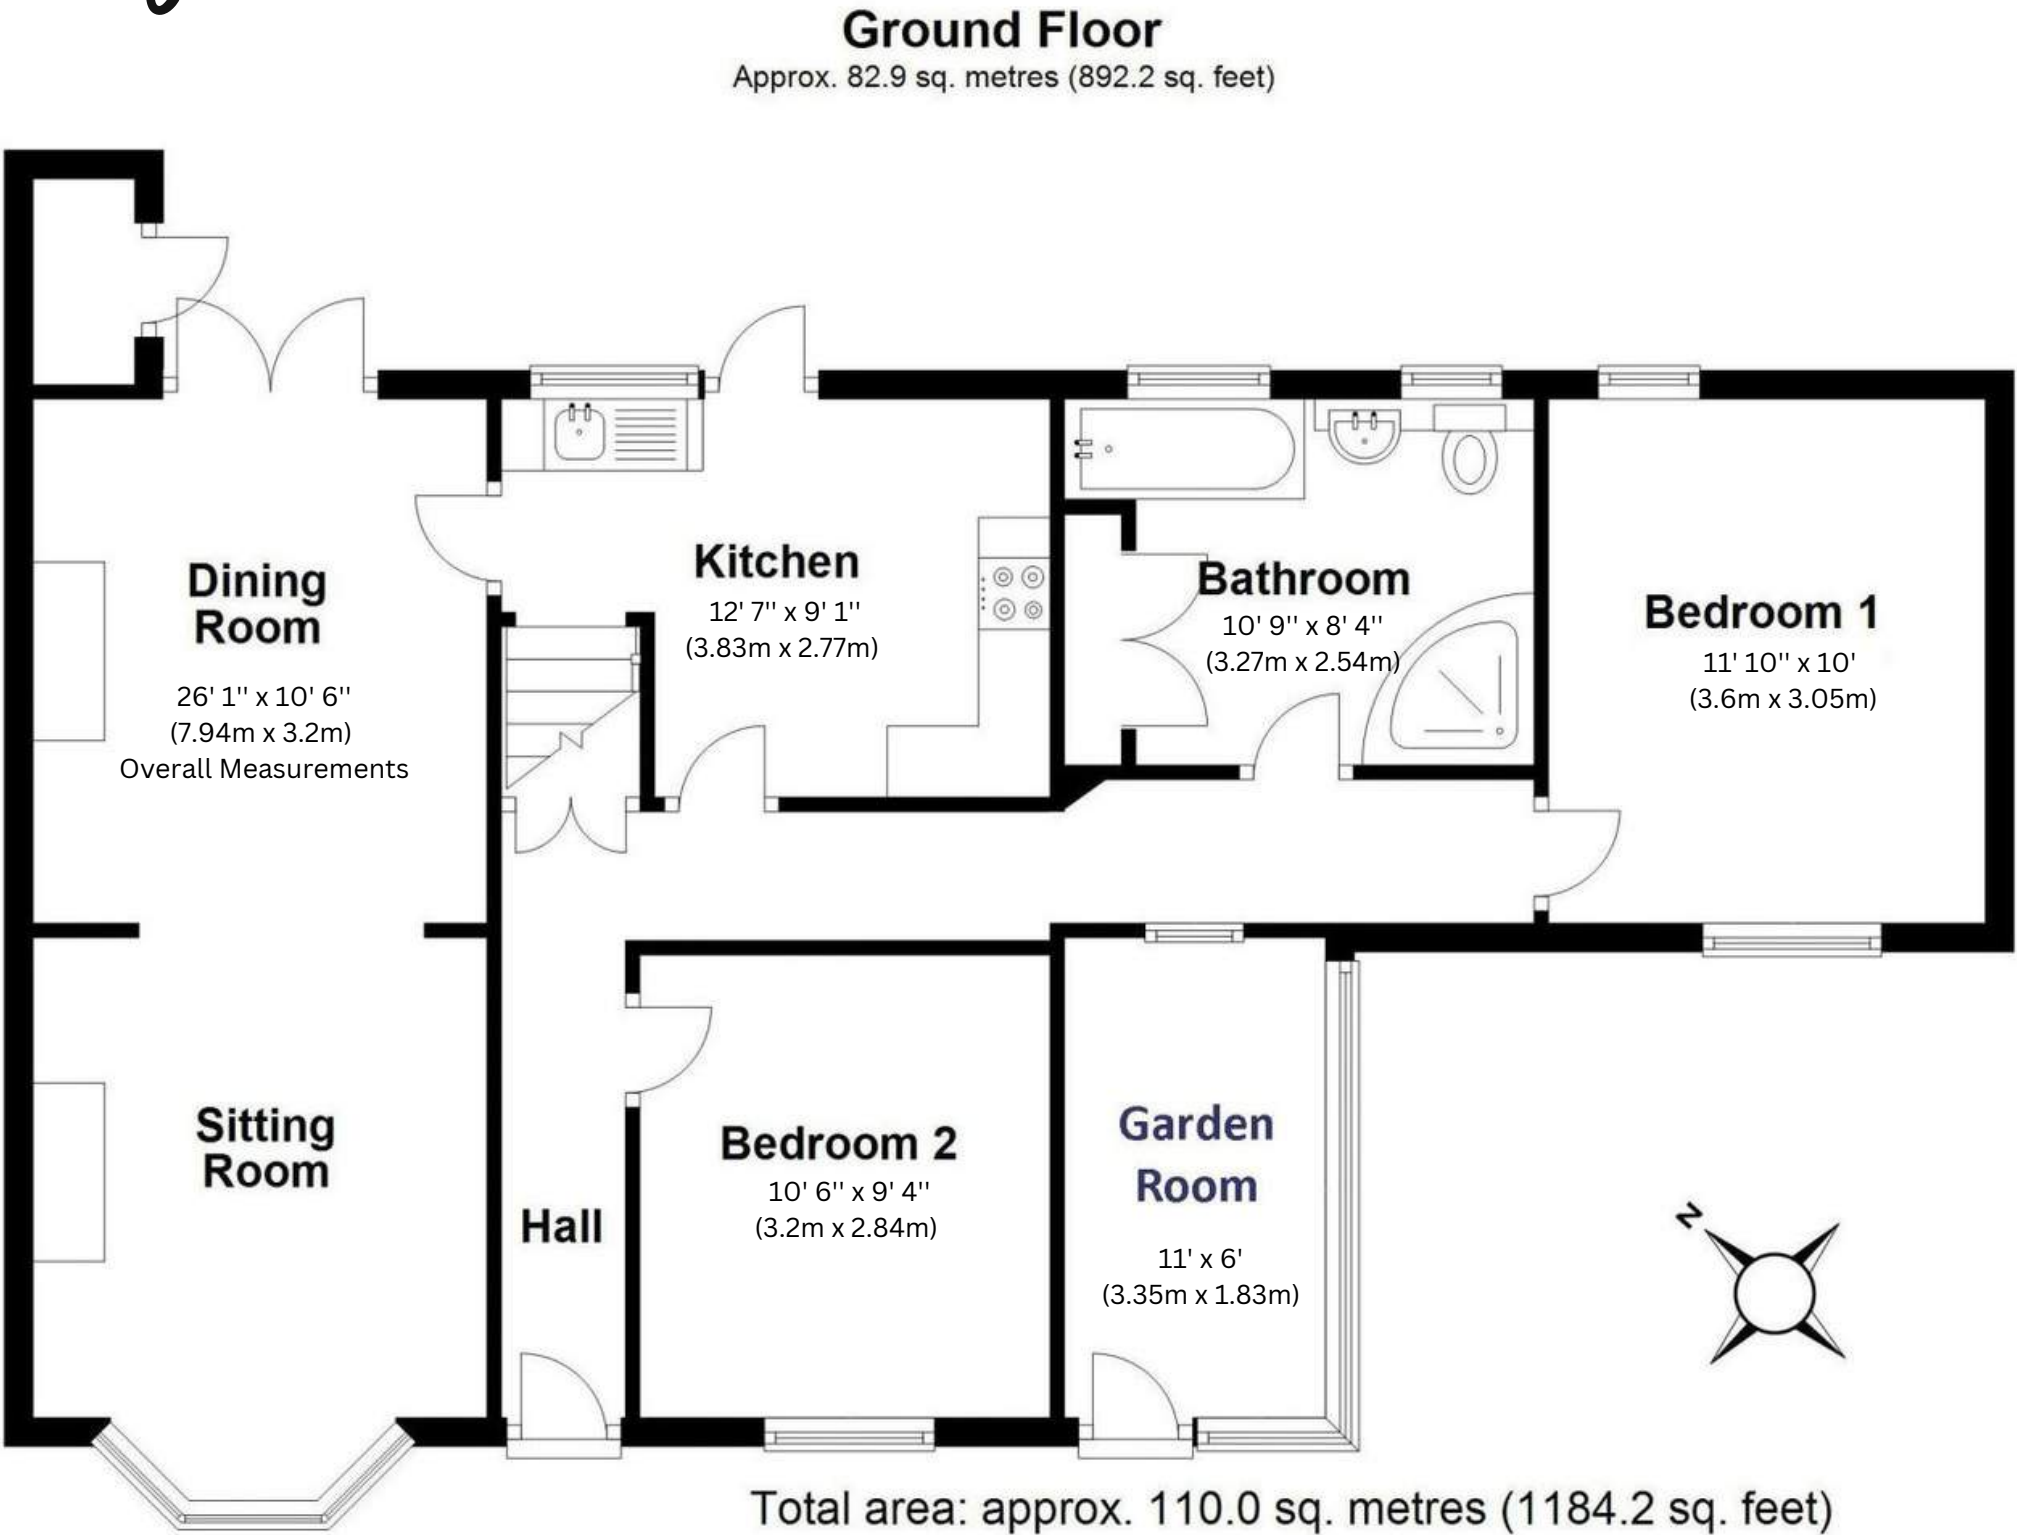 Ground Floor
Approx. 82.9 sq. metres (892.2 sq. feet)
Dining
Room
26' 1'' x 10' 6''
(7.94m x 3.2m)
Overall Measurements
Kitchen
12' 7'' x 9' 1''
(3.83m x 2.77m)
Bathroom
10' 9'' x 8' 4''
(3.27m x 2.54m)
Bedroom 1
11' 10'' x 10'
(3.6m x 3.05m)
Sitting
Room
Hall
Bedroom 2
10' 6'' x 9' 4''
(3.2m x 2.84m)
Garden
Room
11' x 6'
(3.35m x 1.83m)
N
Total area: approx. 110.0 sq. metres (1184.2 sq. feet)